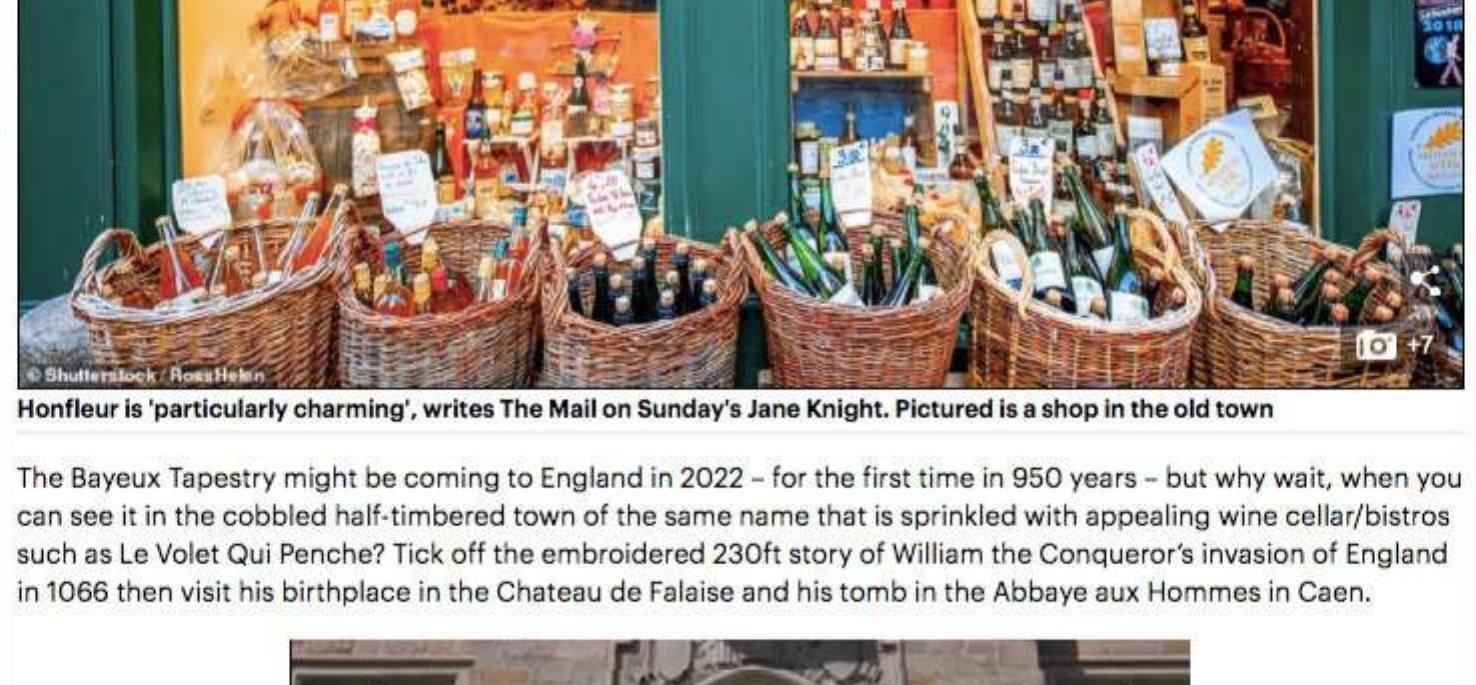 © Shutterstock / RossHelen
+7
Honfleur is 'particularly charming', writes The Mail on Sunday's Jane Knight. Pictured is a shop in the old town
The Bayeux Tapestry might be coming to England in 2022 – for the first time in 950 years – but why wait, when you
can see it in the cobbled half-timbered town of the same name that is sprinkled with appealing wine cellar/bistros
such as Le Volet Qui Penche? Tick off the embroidered 230ft story of William the Conqueror's invasion of England
in 1066 then visit his birthplace in the Chateau de Falaise and his tomb in the Abbaye aux Hommes in Caen.